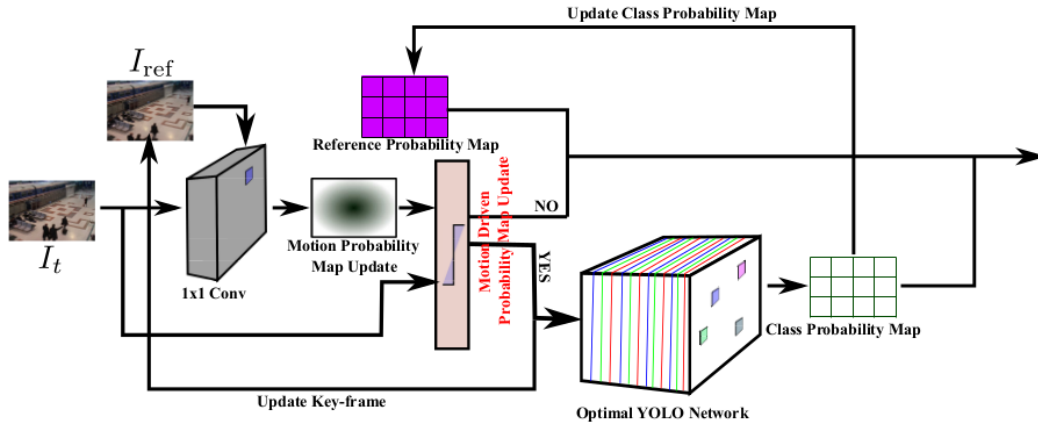 Update Class Probability Map
I_ref
Reference Probability Map
I_t
1x1 Conv
Motion Probability
Map Update
Motion Driven
Probability Map Update
NO
YES
Class Probability Map
Update Key-frame
Optimal YOLO Network